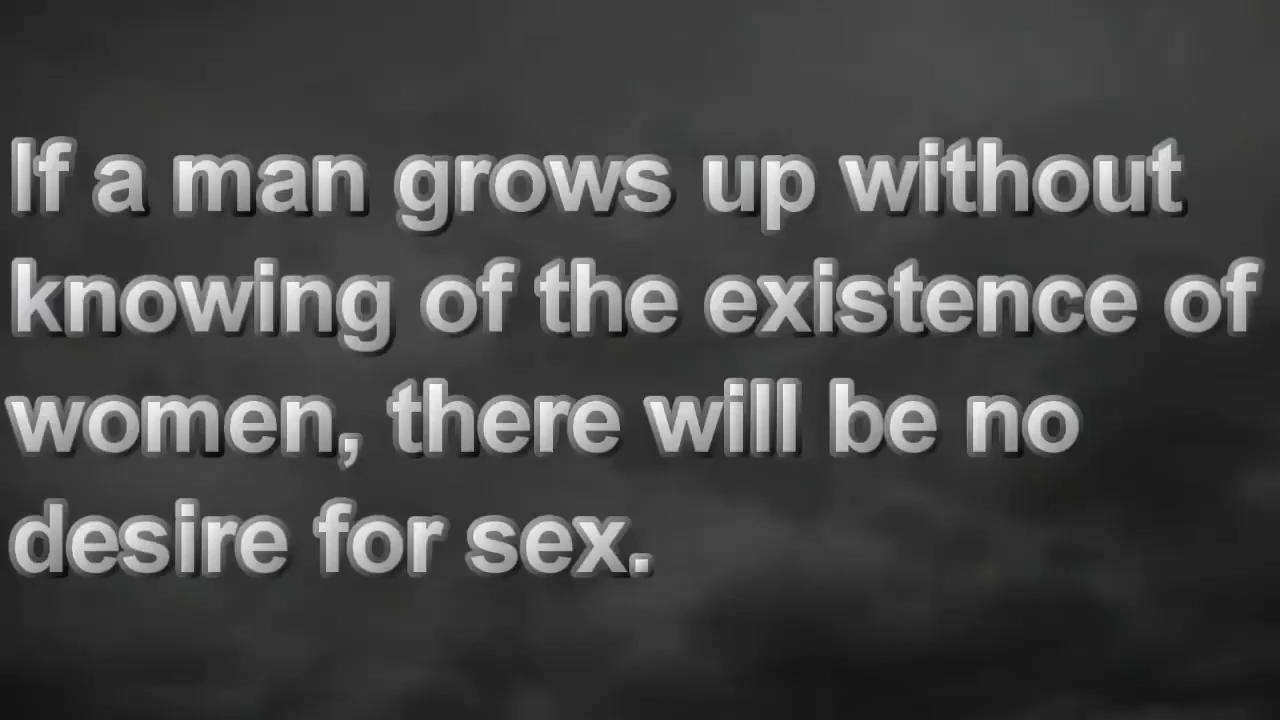 If a man grows up without
knowing of the existence of
women, there will be no
desire for sex.